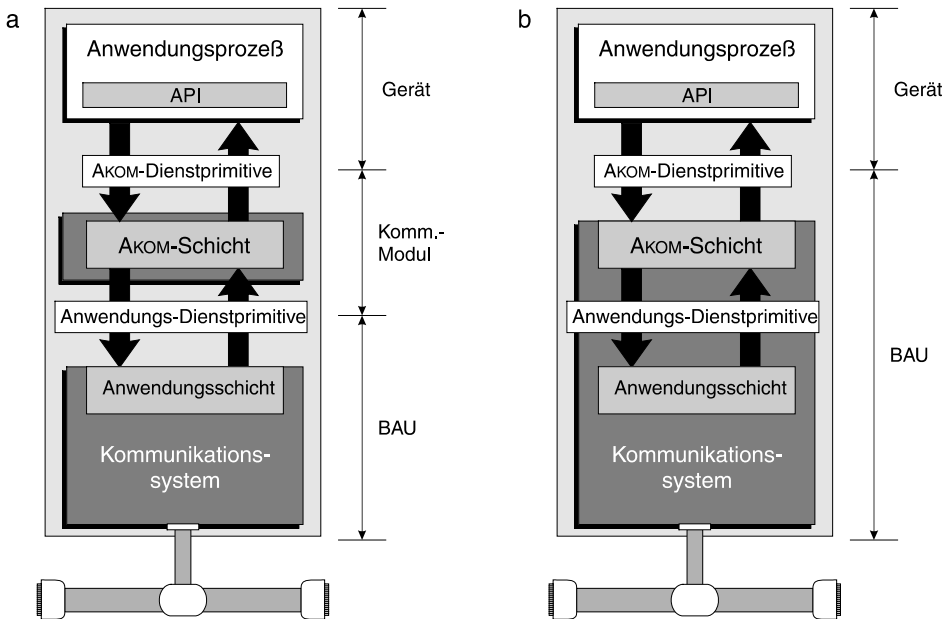 a
Anwendungsprozeß
API
Gerät
AKOM-Dienstprimitive
AKOM-Schicht
Komm.-
Modul
Anwendungs-Dienstprimitive
Anwendungsschicht
BAU
Kommunikations-
system
b
Anwendungsprozeß
API
Gerät
AKOM-Dienstprimitive
AKOM-Schicht
Anwendungs-Dienstprimitive
BAU
Anwendungsschicht
Kommunikations-
system